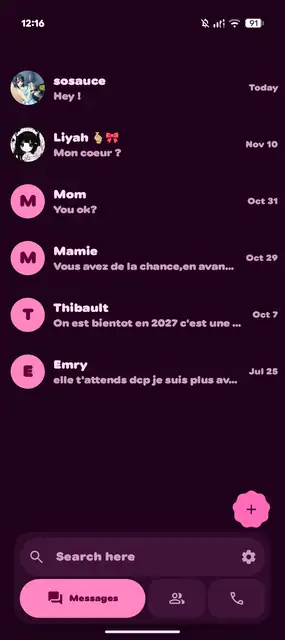 12:16
91
sosauce
Today
Hey !
Liyah 🫰🎀
Nov 10
Mon coeur ?
M
Mom
Oct 31
You ok?
M
Mamie
Oct 29
Vous avez de la chance,en avan...
T
Thibault
Oct 7
On est bientot en 2027 c'est une ...
E
Emry
Jul 25
elle t'attends dcp je suis plus av...
Search here
Messages